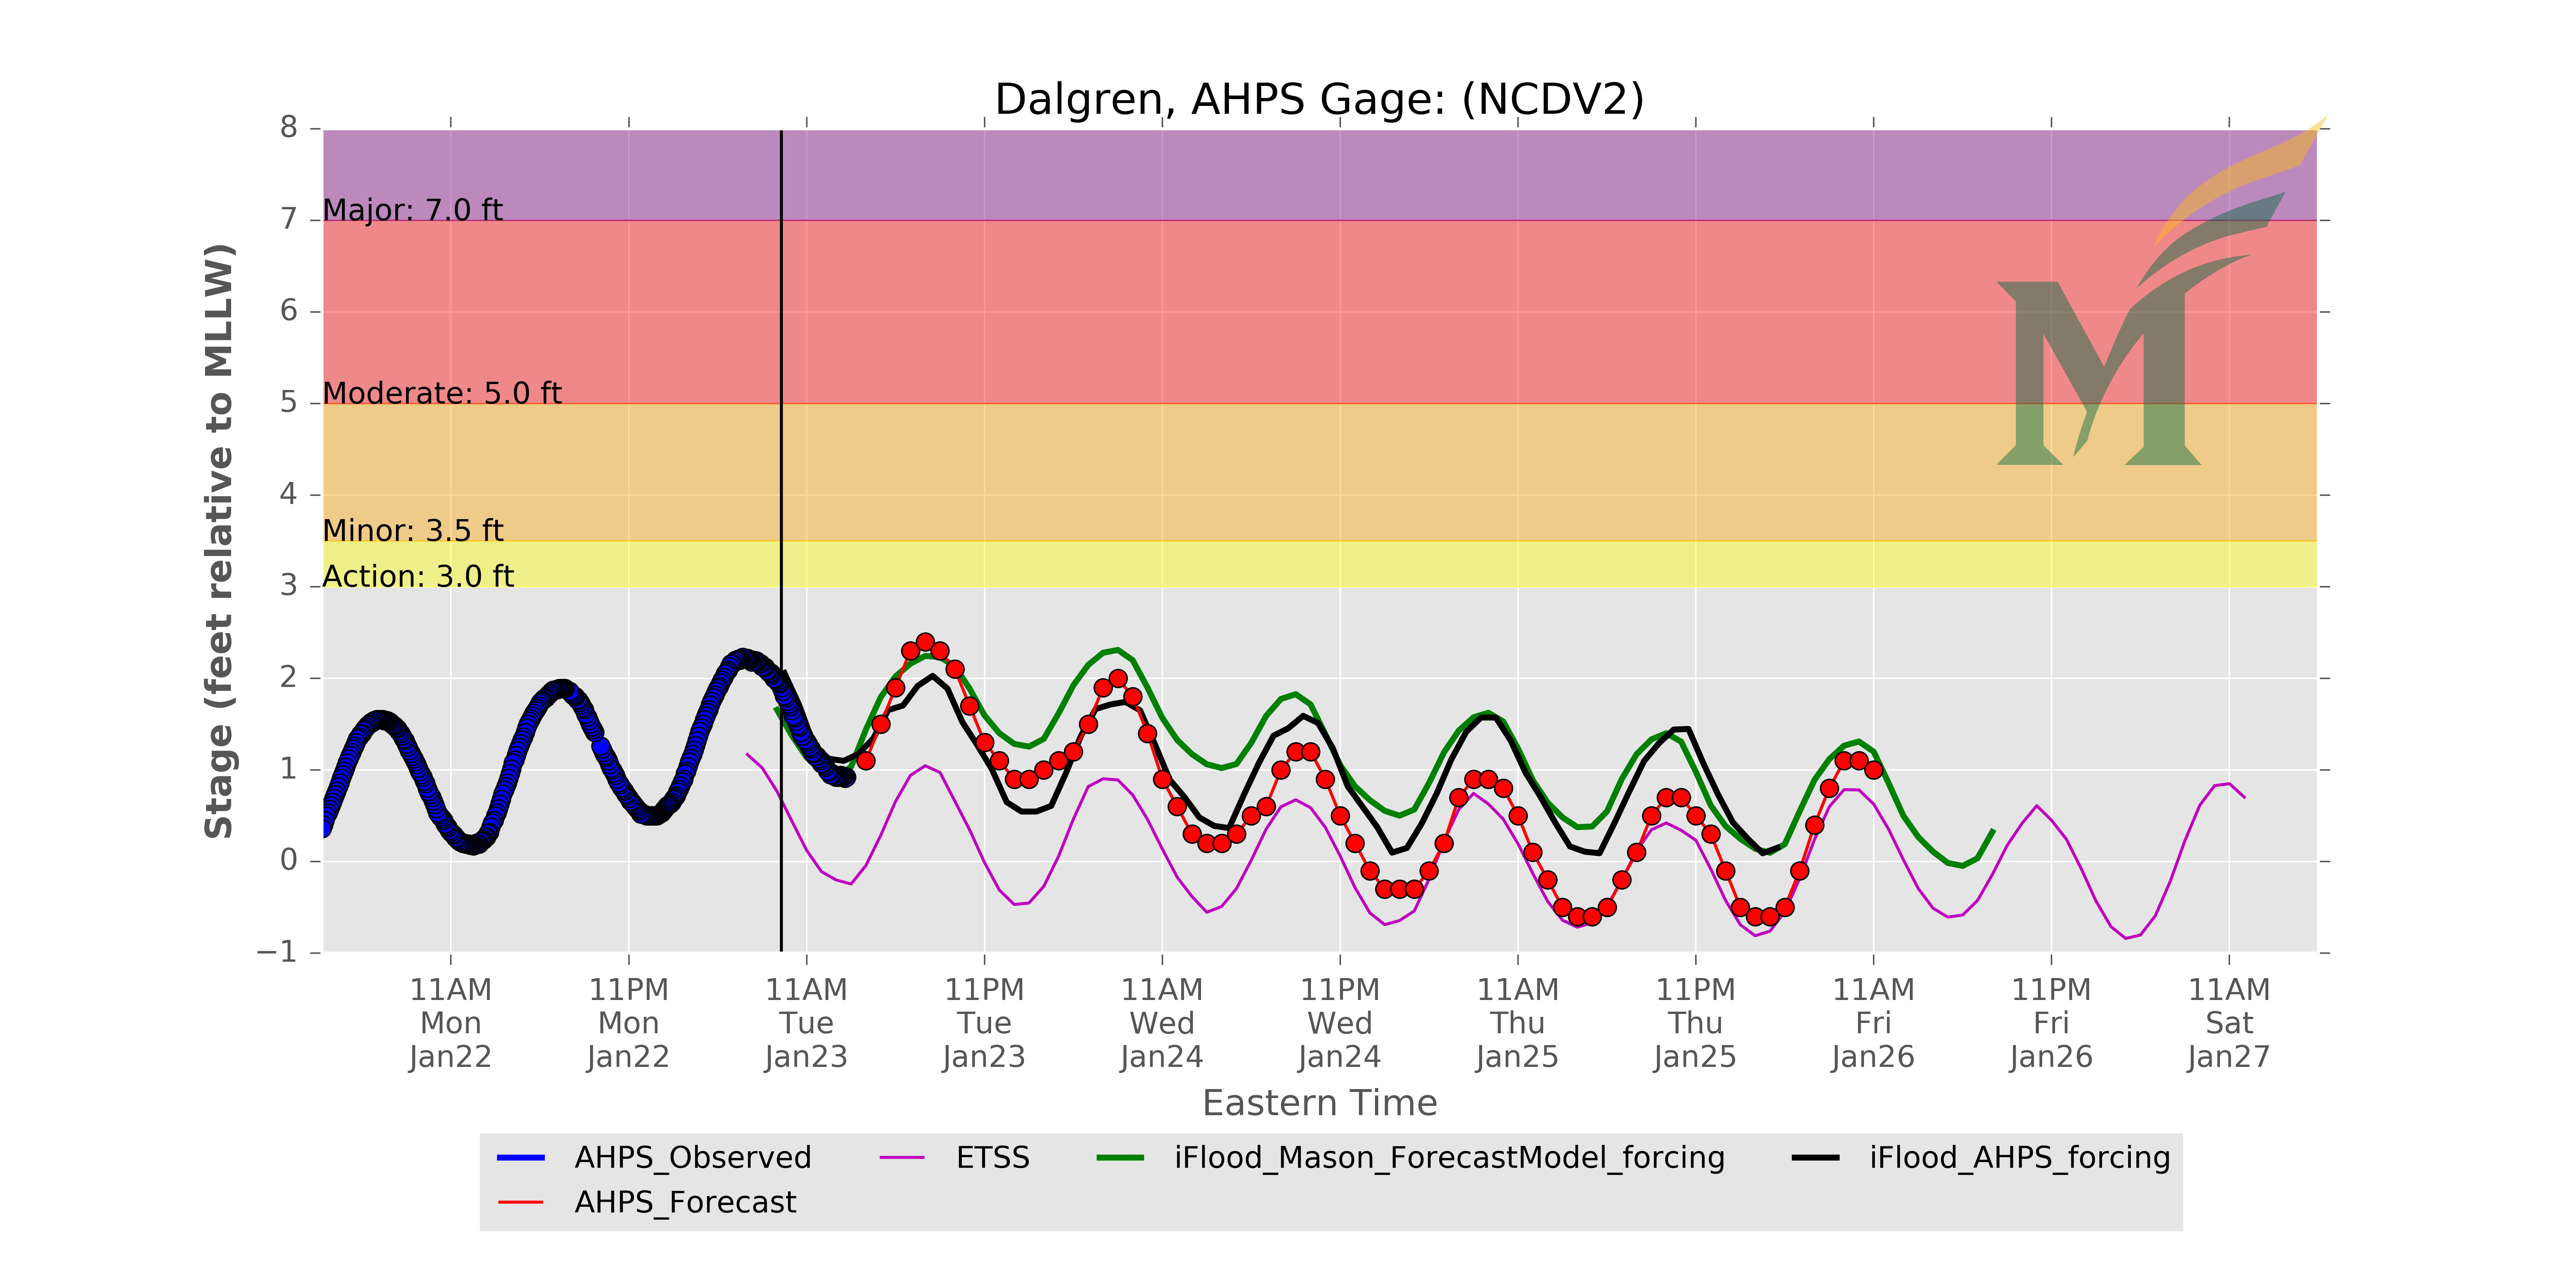 Dalgren, AHPS Gage: (NCDV2)
Stage (feet relative to MLLW)
8
7
6
5
4
3
2
1
0
−1
Major: 7.0 ft
Moderate: 5.0 ft
Minor: 3.5 ft
Action: 3.0 ft
11AM
Mon
Jan22
11PM
Mon
Jan22
11AM
Tue
Jan23
11PM
Tue
Jan23
11AM
Wed
Jan24
11PM
Wed
Jan24
11AM
Thu
Jan25
11PM
Thu
Jan25
11AM
Fri
Jan26
11PM
Fri
Jan26
11AM
Sat
Jan27
Eastern Time
AHPS_Observed
AHPS_Forecast
ETSS
iFlood_Mason_ForecastModel_forcing
iFlood_AHPS_forcing
M